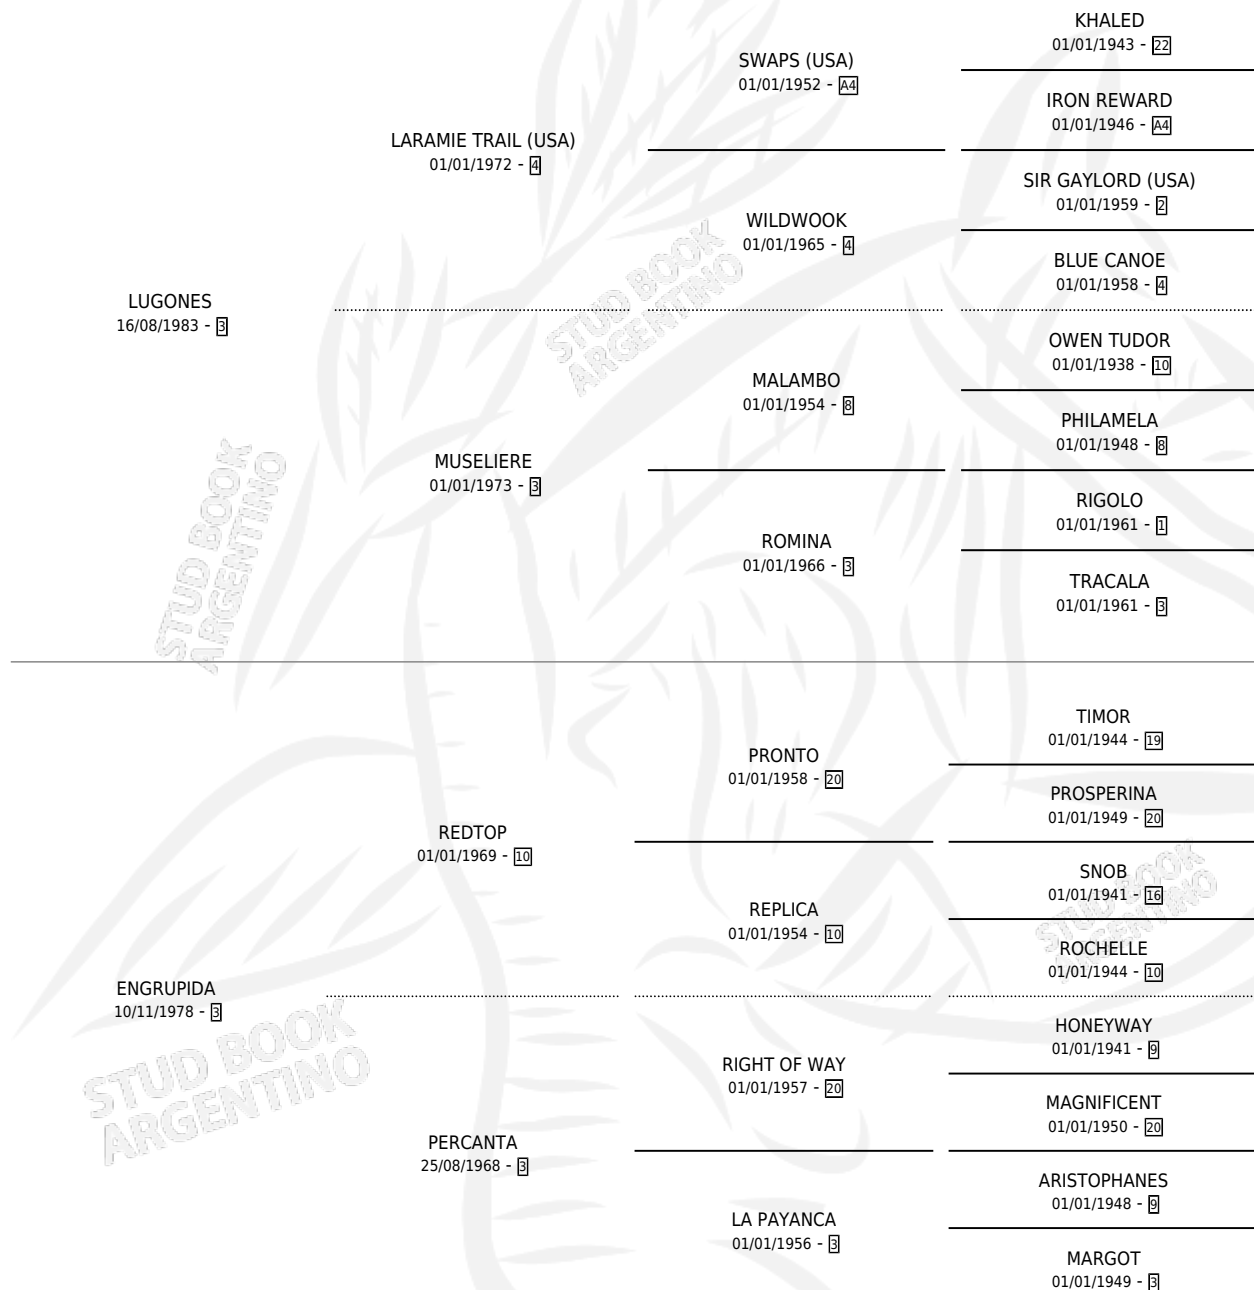 KHALED
01/01/1943 - 22
SWAPS (USA)
01/01/1952 - A4
IRON REWARD
01/01/1946 - A4
LARAMIE TRAIL (USA)
01/01/1972 - 4
SIR GAYLORD (USA)
01/01/1959 - 2
WILDWOOK
01/01/1965 - 4
BLUE CANOE
01/01/1958 - 4
LUGONES
16/08/1983 - 3
OWEN TUDOR
01/01/1938 - 10
MALAMBO
01/01/1954 - 8
PHILAMELA
01/01/1948 - 8
MUSELIERE
01/01/1973 - 3
RIGOLO
01/01/1961 - 1
ROMINA
01/01/1966 - 3
TRACALA
01/01/1961 - 3
TIMOR
01/01/1944 - 19
PRONTO
01/01/1958 - 20
PROSPERINA
01/01/1949 - 20
REDTOP
01/01/1969 - 10
SNOB
01/01/1941 - 16
REPLICA
01/01/1954 - 10
ROCHELLE
01/01/1944 - 10
ENGRUPIDA
10/11/1978 - 3
HONEYWAY
01/01/1941 - 9
RIGHT OF WAY
01/01/1957 - 20
MAGNIFICENT
01/01/1950 - 20
PERCANTA
25/08/1968 - 3
ARISTOPHANES
01/01/1948 - 9
LA PAYANCA
01/01/1956 - 3
MARGOT
01/01/1949 - 3
STUD BOOK
ARGENTINO
STUD BOOK
ARGENTINO
STUD BOOK
ARGENTINO
STUD BOOK
ARGENTINO